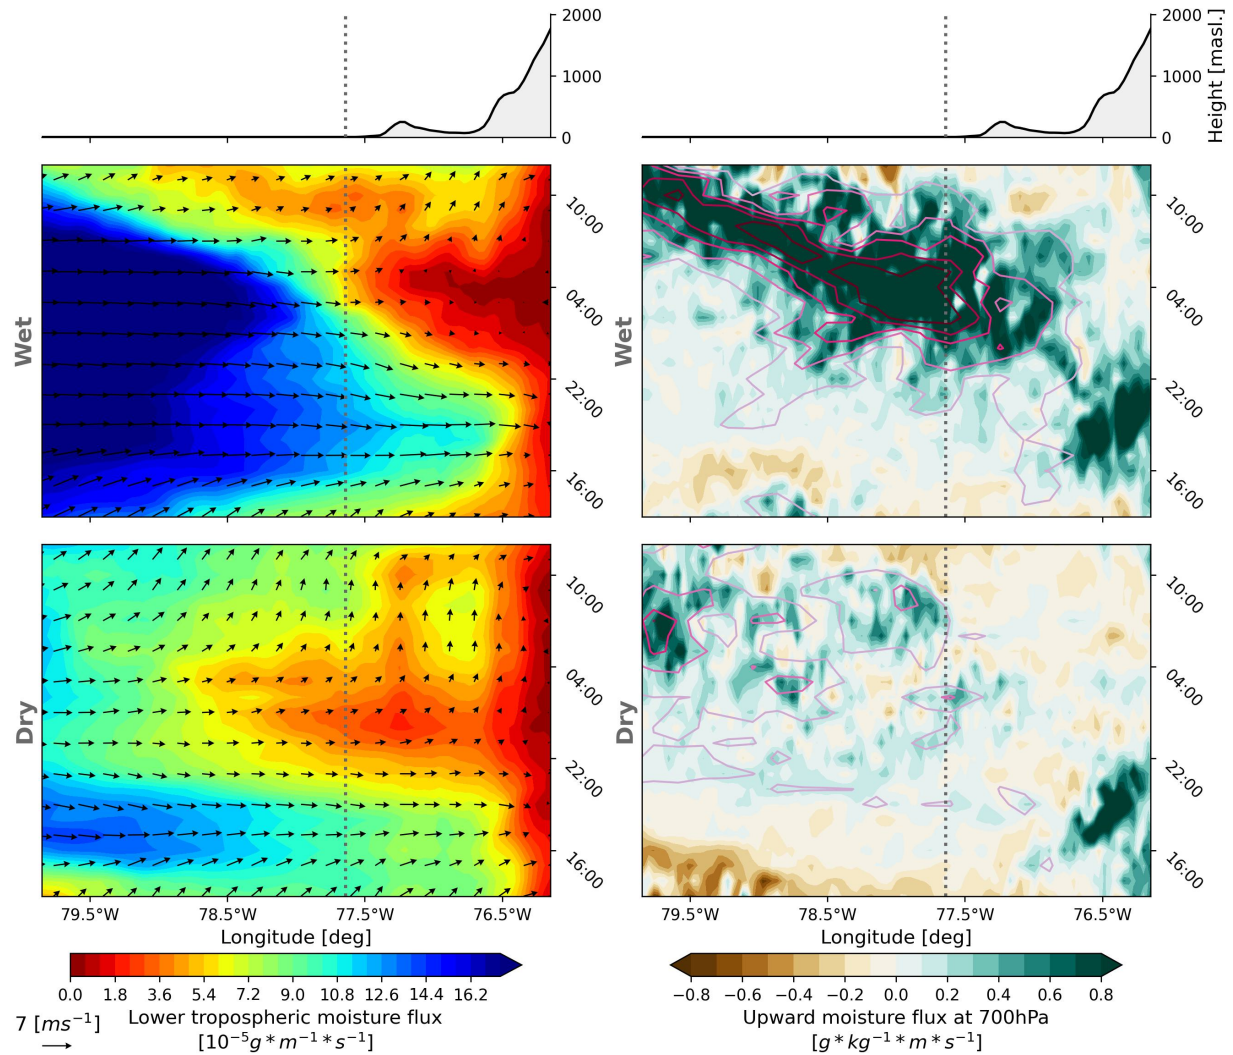 2000
1000
0
2000
1000
0
Height [masl.]
Wet
10:00
04:00
22:00
16:00
Wet
10:00
04:00
22:00
16:00
Dry
10:00
04:00
22:00
16:00
Dry
10:00
04:00
22:00
16:00
79.5°W 78.5°W 77.5°W 76.5°W
Longitude [deg]
79.5°W 78.5°W 77.5°W 76.5°W
Longitude [deg]
0.0 1.8 3.6 5.4 7.2 9.0 10.8 12.6 14.4 16.2
Lower tropospheric moisture flux
[10⁻⁵g * m⁻¹ * s⁻¹]
7 [ms⁻¹]
−0.8 −0.6 −0.4 −0.2 0.0 0.2 0.4 0.6 0.8
Upward moisture flux at 700hPa
[g * kg⁻¹ * m * s⁻¹]